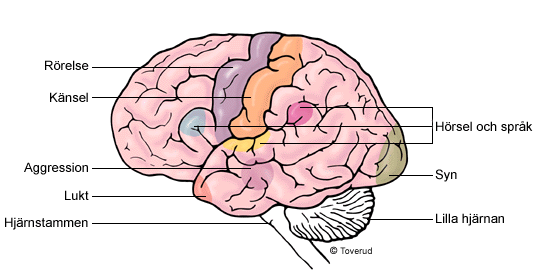 Rörelse
Känsel
Hörsel och språk
Aggression
Syn
Lukt
Lilla hjärnan
Hjärnstammen
© Toverud